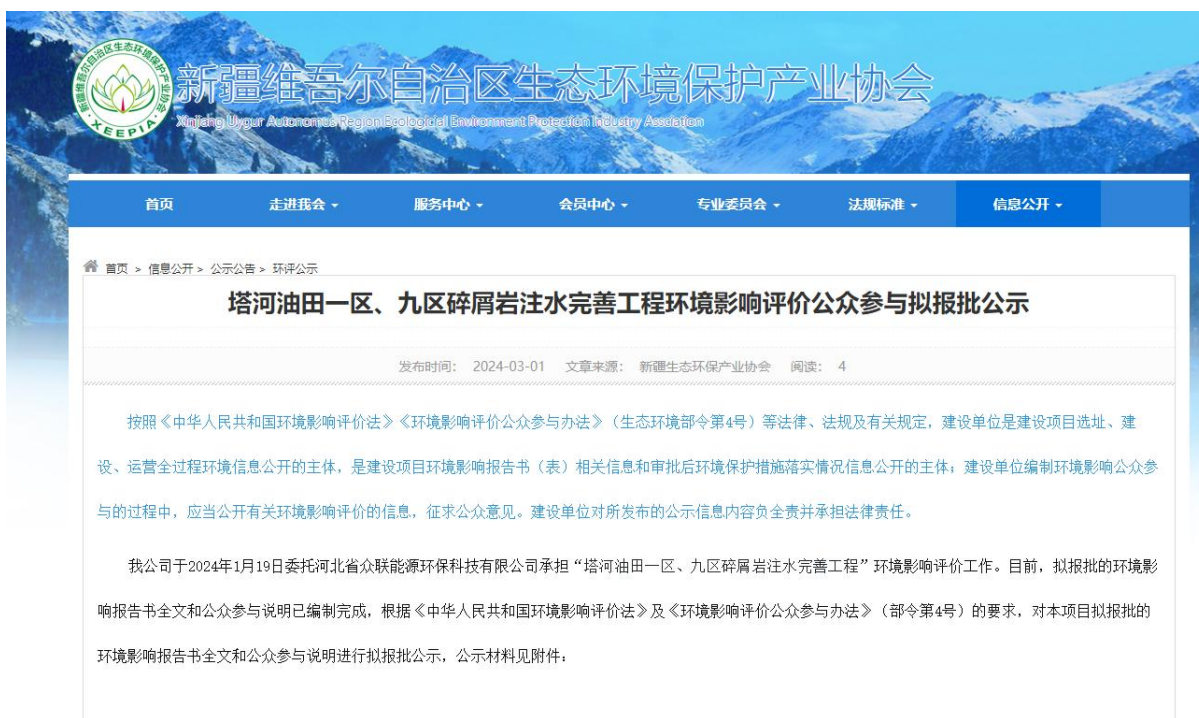 新疆维吾尔自治区生态环境保护产业协会
XEEPIA
新疆维吾尔自治区生态环境保护产业协会
Xinjiang Uygur Autonomous Region Ecological Environment Protection Industry Assciation
首页 走进我会 服务中心 会员中心 专业委员会 法规标准 信息公开
首页 > 信息公开 > 公示公告 > 环评公示
塔河油田一区、九区碎屑岩注水完善工程环境影响评价公众参与拟报批公示
发布时间： 2024-03-01 文章来源： 新疆生态环保产业协会 阅读： 4
按照《中华人民共和国环境影响评价法》《环境影响评价公众参与办法》（生态环境部令第4号）等法律、法规及有关规定，建设单位是建设项目选址、建
设、运营全过程环境信息公开的主体，是建设项目环境影响报告书（表）相关信息和审批后环境保护措施落实情况信息公开的主体；建设单位编制环境影响公众参
与的过程中，应当公开有关环境影响评价的信息，征求公众意见。建设单位对所发布的公示信息内容负全责并承担法律责任。
我公司于2024年1月19日委托河北省众联能源环保科技有限公司承担“塔河油田一区、九区碎屑岩注水完善工程”环境影响评价工作。目前，拟报批的环境影
响报告书全文和公众参与说明已编制完成，根据《中华人民共和国环境影响评价法》及《环境影响评价公众参与办法》（部令第4号）的要求，对本项目拟报批的
环境影响报告书全文和公众参与说明进行拟报批公示，公示材料见附件：